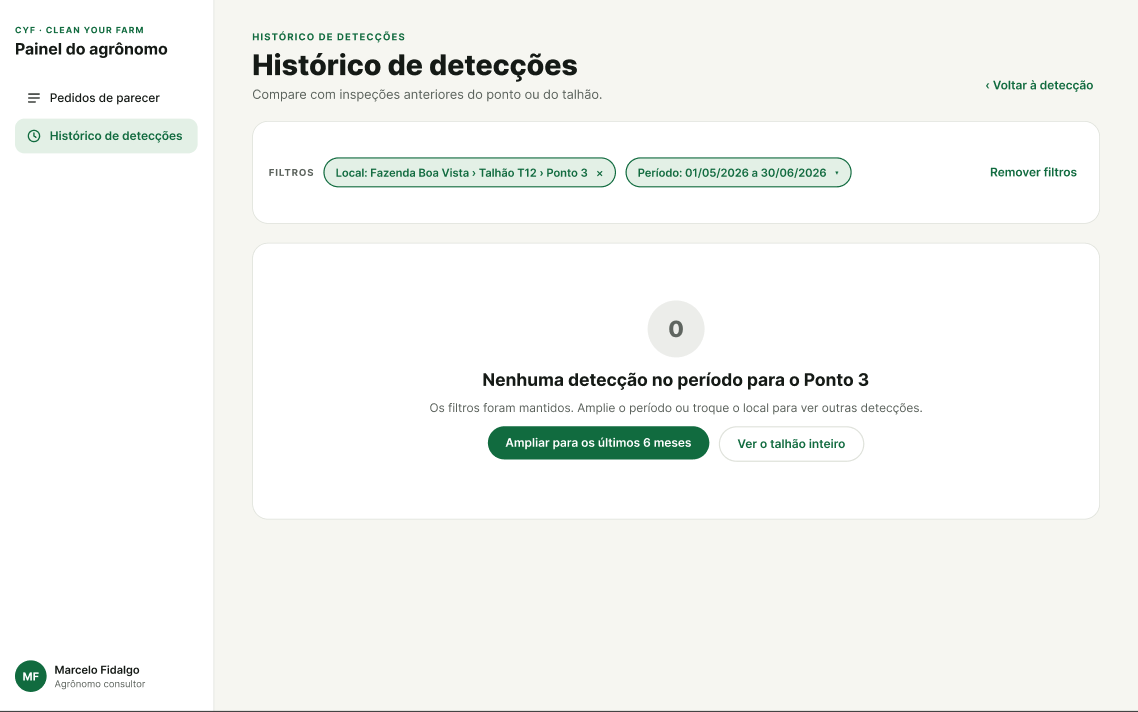 CYF · CLEAN YOUR FARM
Painel do agrônomo
Pedidos de parecer
Histórico de detecções
HISTÓRICO DE DETECÇÕES
Histórico de detecções
Compare com inspeções anteriores do ponto ou do talhão.
‹ Voltar à detecção
FILTROS
Local: Fazenda Boa Vista › Talhão T12 › Ponto 3 ×
Período: 01/05/2026 a 30/06/2026
Remover filtros
0
Nenhuma detecção no período para o Ponto 3
Os filtros foram mantidos. Amplie o período ou troque o local para ver outras detecções.
Ampliar para os últimos 6 meses
Ver o talhão inteiro
MF
Marcelo Fidalgo
Agrônomo consultor